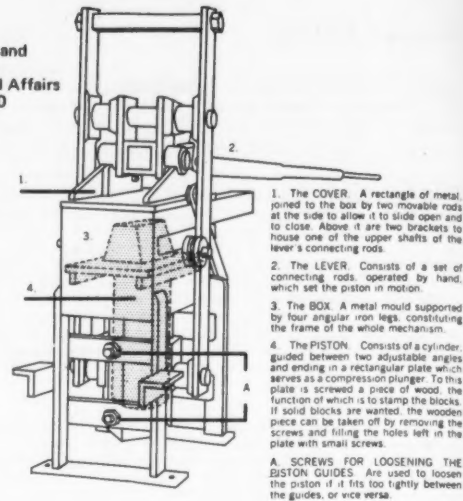 and
l Affairs
0
2.
1.
3.
4.
A
1. The COVER. A rectangle of metal,
joined to the box by two movable rods
at the side to allow it to slide open and
to close. Above it are two brackets to
house one of the upper shafts of the
lever's connecting rods.
2. The LEVER. Consists of a set of
connecting rods, operated by hand,
which set the piston in motion.
3. The BOX. A metal mould supported
by four angular iron legs, constituting
the frame of the whole mechanism.
4. The PISTON. Consists of a cylinder,
guided between two adjustable angles
and ending in a rectangular plate which
serves as a compression plunger. To this
plate is screwed a piece of wood, the
function of which is to stamp the blocks.
If solid blocks are wanted, the wooden
piece can be taken off by removing the
screws and filling the holes left in the
plate with small screws.
A. SCREWS FOR LOOSENING THE
PISTON GUIDES. Are used to loosen
the piston if it fits too tightly between
the guides, or vice versa.